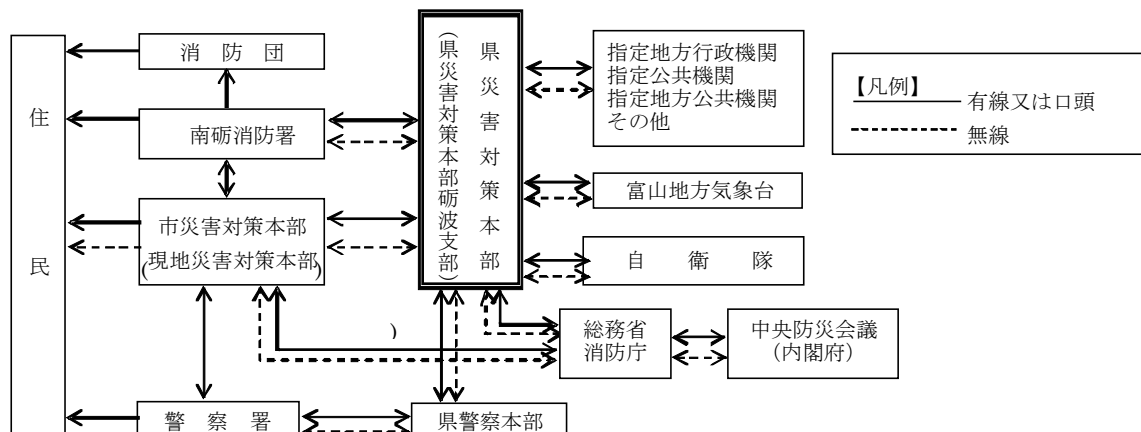 住民
消防団
南砺消防署
市災害対策本部
(現地災害対策本部)
警察署
県災害対策本部
(県災害対策本部砺波支部)
指定地方行政機関
指定公共機関
指定地方公共機関
その他
富山地方気象台
自衛隊
)
総務省
消防庁
中央防災会議
(内閣府)
県警察本部
【凡例】
有線又は口頭
無線